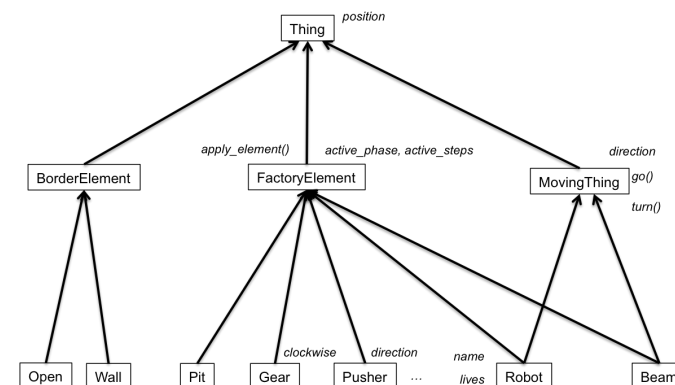 position
Thing
apply_element()
active_phase, active_steps
direction
BorderElement
FactoryElement
MovingThing
go()
turn()
clockwise
direction
name
Open
Wall
Pit
Gear
Pusher
...
lives
Robot
Beam